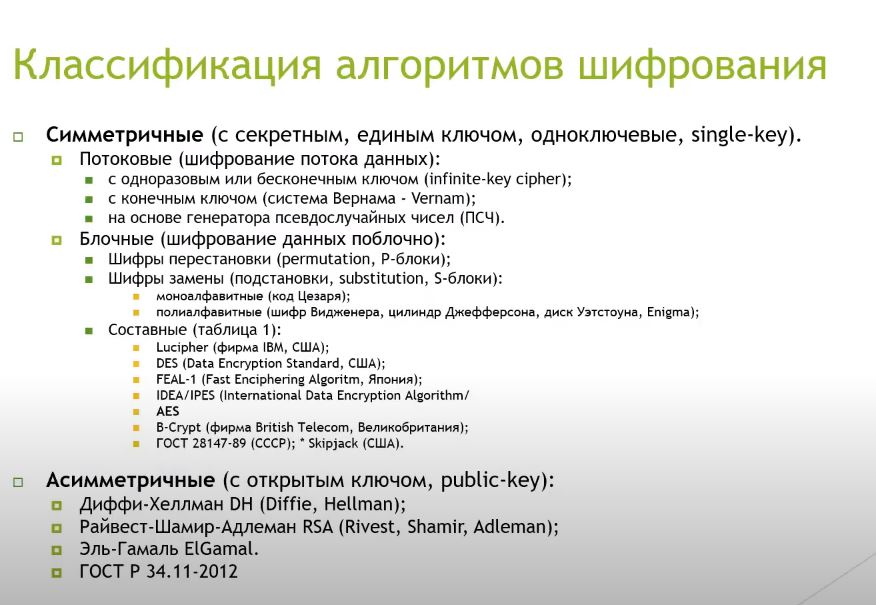 Классификация алгоритмов шифрования
Симметричные (с секретным, единым ключом, одноключевые, single-key).
Потоковые (шифрование потока данных):
с одноразовым или бесконечным ключом (infinite-key cipher);
с конечным ключом (система Вернама - Vernam);
на основе генератора псевдослучайных чисел (ПСЧ).
Блочные (шифрование данных поблочно):
Шифры перестановки (permutation, P-блоки);
Шифры замены (подстановки, substitution, S-блоки):
моноалфавитные (код Цезаря);
полиалфавитные (шифр Видженера, цилиндр Джефферсона, диск Уэтстоуна, Enigma);
Составные (таблица 1):
Lucipher (фирма IBM, США);
DES (Data Encryption Standard, США);
FEAL-1 (Fast Enciphering Algoritm, Япония);
IDEA/IPES (International Data Encryption Algorithm/
AES
B-Crypt (фирма British Telecom, Великобритания);
ГОСТ 28147-89 (СССР); * Skipjack (США).
Асимметричные (с открытым ключом, public-key):
Диффи-Хеллман DH (Diffie, Hellman);
Райвест-Шамир-Адлеман RSA (Rivest, Shamir, Adleman);
Эль-Гамаль ElGamal.
ГОСТ Р 34.11-2012